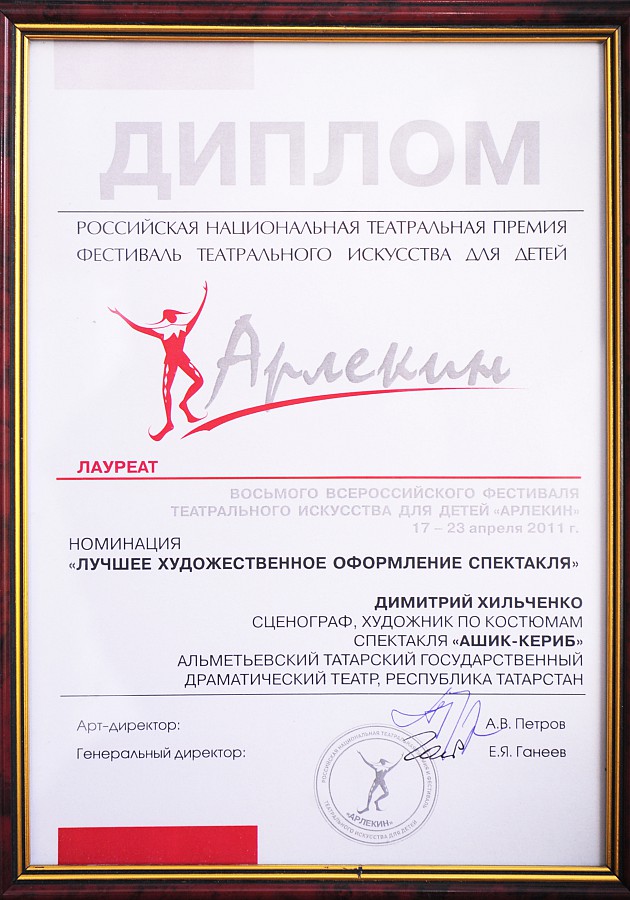 ДИПЛОМ
РОССИЙСКАЯ НАЦИОНАЛЬНАЯ ТЕАТРАЛЬНАЯ ПРЕМИЯ
ФЕСТИВАЛЬ ТЕАТРАЛЬНОГО ИСКУССТВА ДЛЯ ДЕТЕЙ
Арлекин
ЛАУРЕАТ
ВОСЬМОГО ВСЕРОССИЙСКОГО ФЕСТИВАЛЯ
ТЕАТРАЛЬНОГО ИСКУССТВА ДЛЯ ДЕТЕЙ «АРЛЕКИН»
17 – 23 апреля 2011 г.
НОМИНАЦИЯ
«ЛУЧШЕЕ ХУДОЖЕСТВЕННОЕ ОФОРМЛЕНИЕ СПЕКТАКЛЯ»
ДИМИТРИЙ ХИЛЬЧЕНКО
СЦЕНОГРАФ, ХУДОЖНИК ПО КОСТЮМАМ
СПЕКТАКЛЯ «АШИК-КЕРИБ»
АЛЬМЕТЬЕВСКИЙ ТАТАРСКИЙ ГОСУДАРСТВЕННЫЙ
ДРАМАТИЧЕСКИЙ ТЕАТР, РЕСПУБЛИКА ТАТАРСТАН
Арт-директор: А.В. Петров
Генеральный директор: Е.Я. Ганеев
РОССИЙСКАЯ НАЦИОНАЛЬНАЯ ТЕАТРАЛЬНАЯ ПРЕМИЯ И ФЕСТИВАЛЬ
ТЕАТРАЛЬНОГО ИСКУССТВА ДЛЯ ДЕТЕЙ
«АРЛЕКИН»